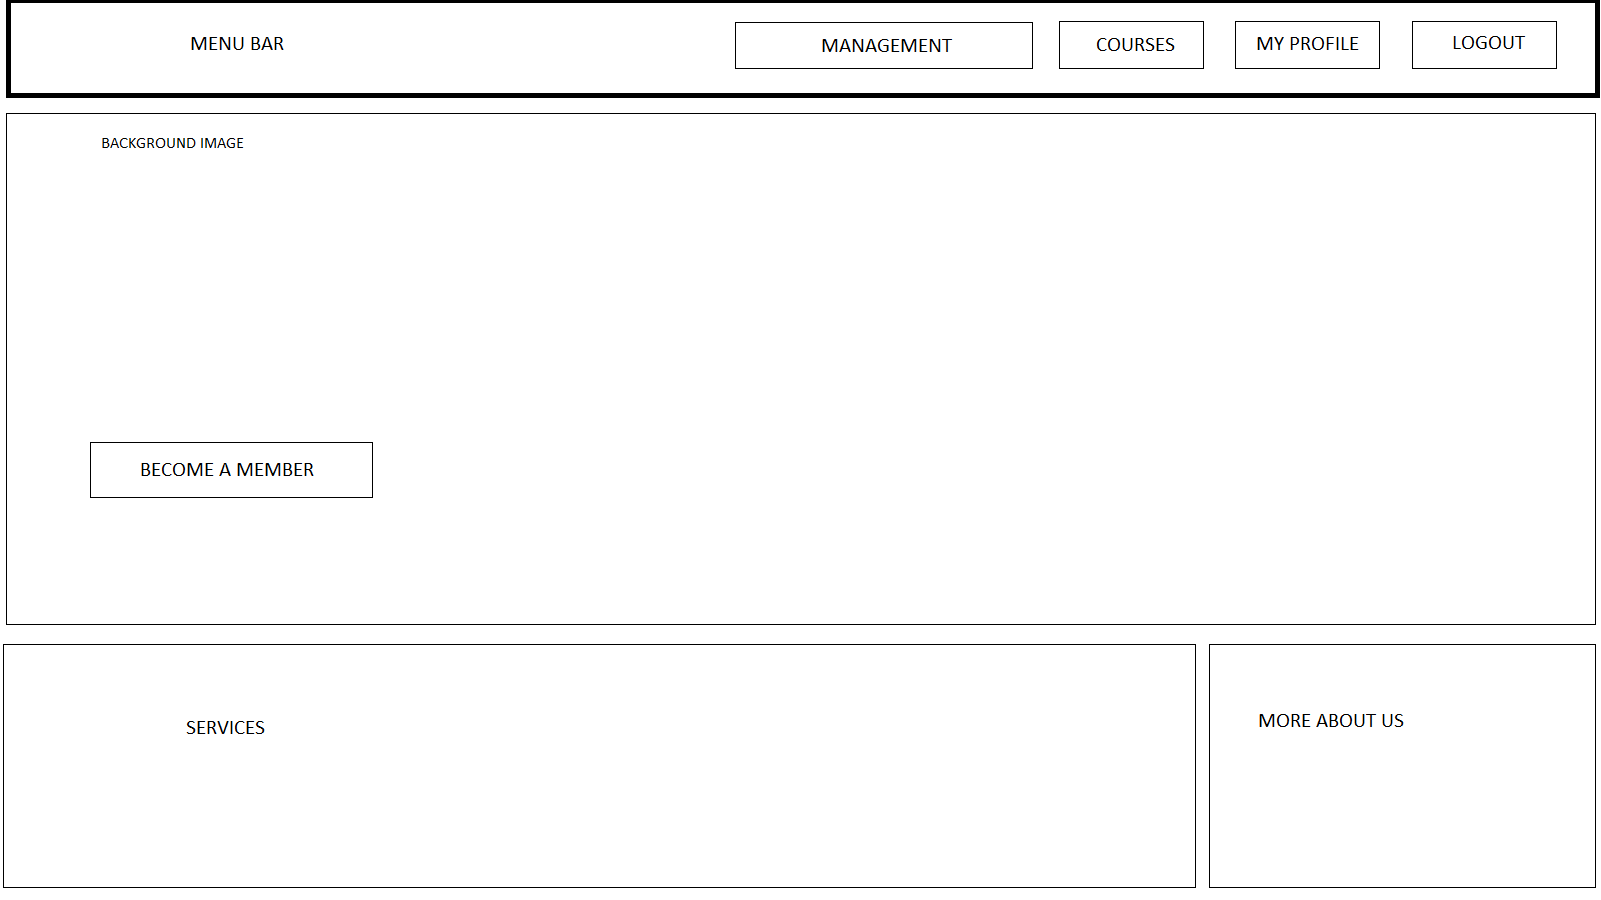 MENU BAR
MANAGEMENT
COURSES
MY PROFILE
LOGOUT
BACKGROUND IMAGE
BECOME A MEMBER
SERVICES
MORE ABOUT US